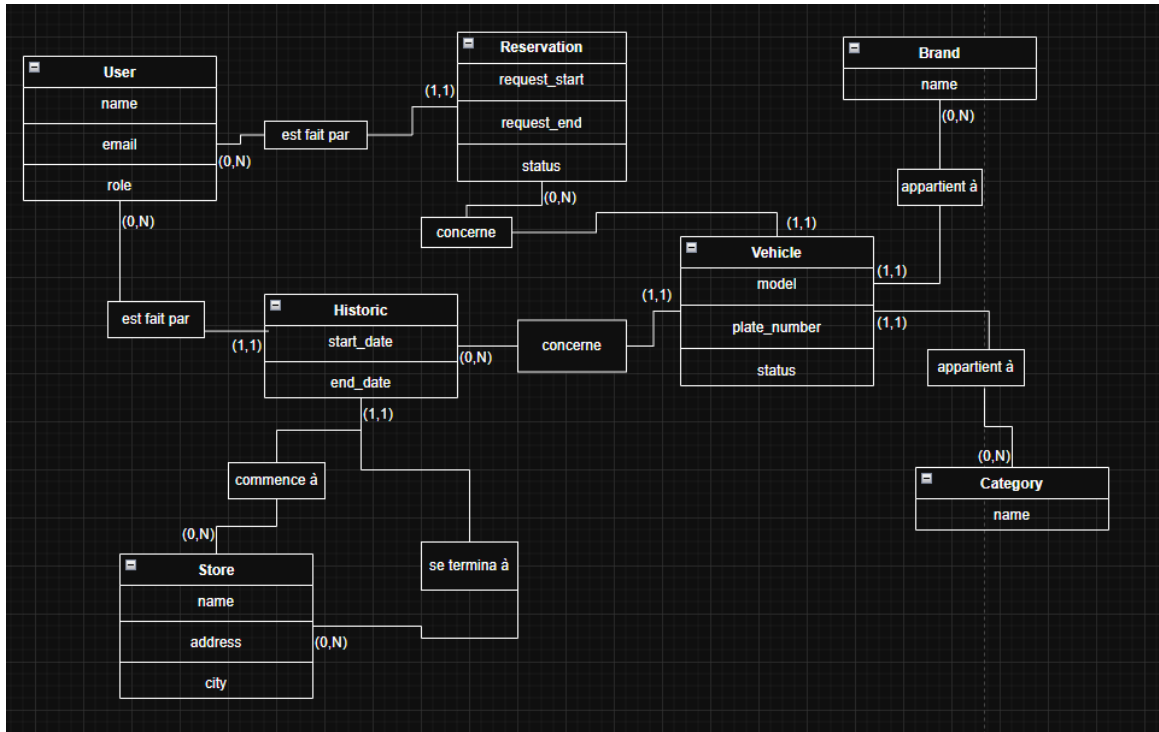 User
name
email
role
(0,N)
(0,N)
est fait par
(1,1)
Reservation
request_start
request_end
status
(0,N)
concerne
(1,1)
Brand
name
(0,N)
appartient à
(1,1)
Vehicle
model
plate_number
status
(1,1)
(1,1)
appartient à
(0,N)
Category
name
est fait par
(1,1)
Historic
start_date
end_date
(0,N)
concerne
(1,1)
commence à
(0,N)
se termina à
(0,N)
Store
name
address
city